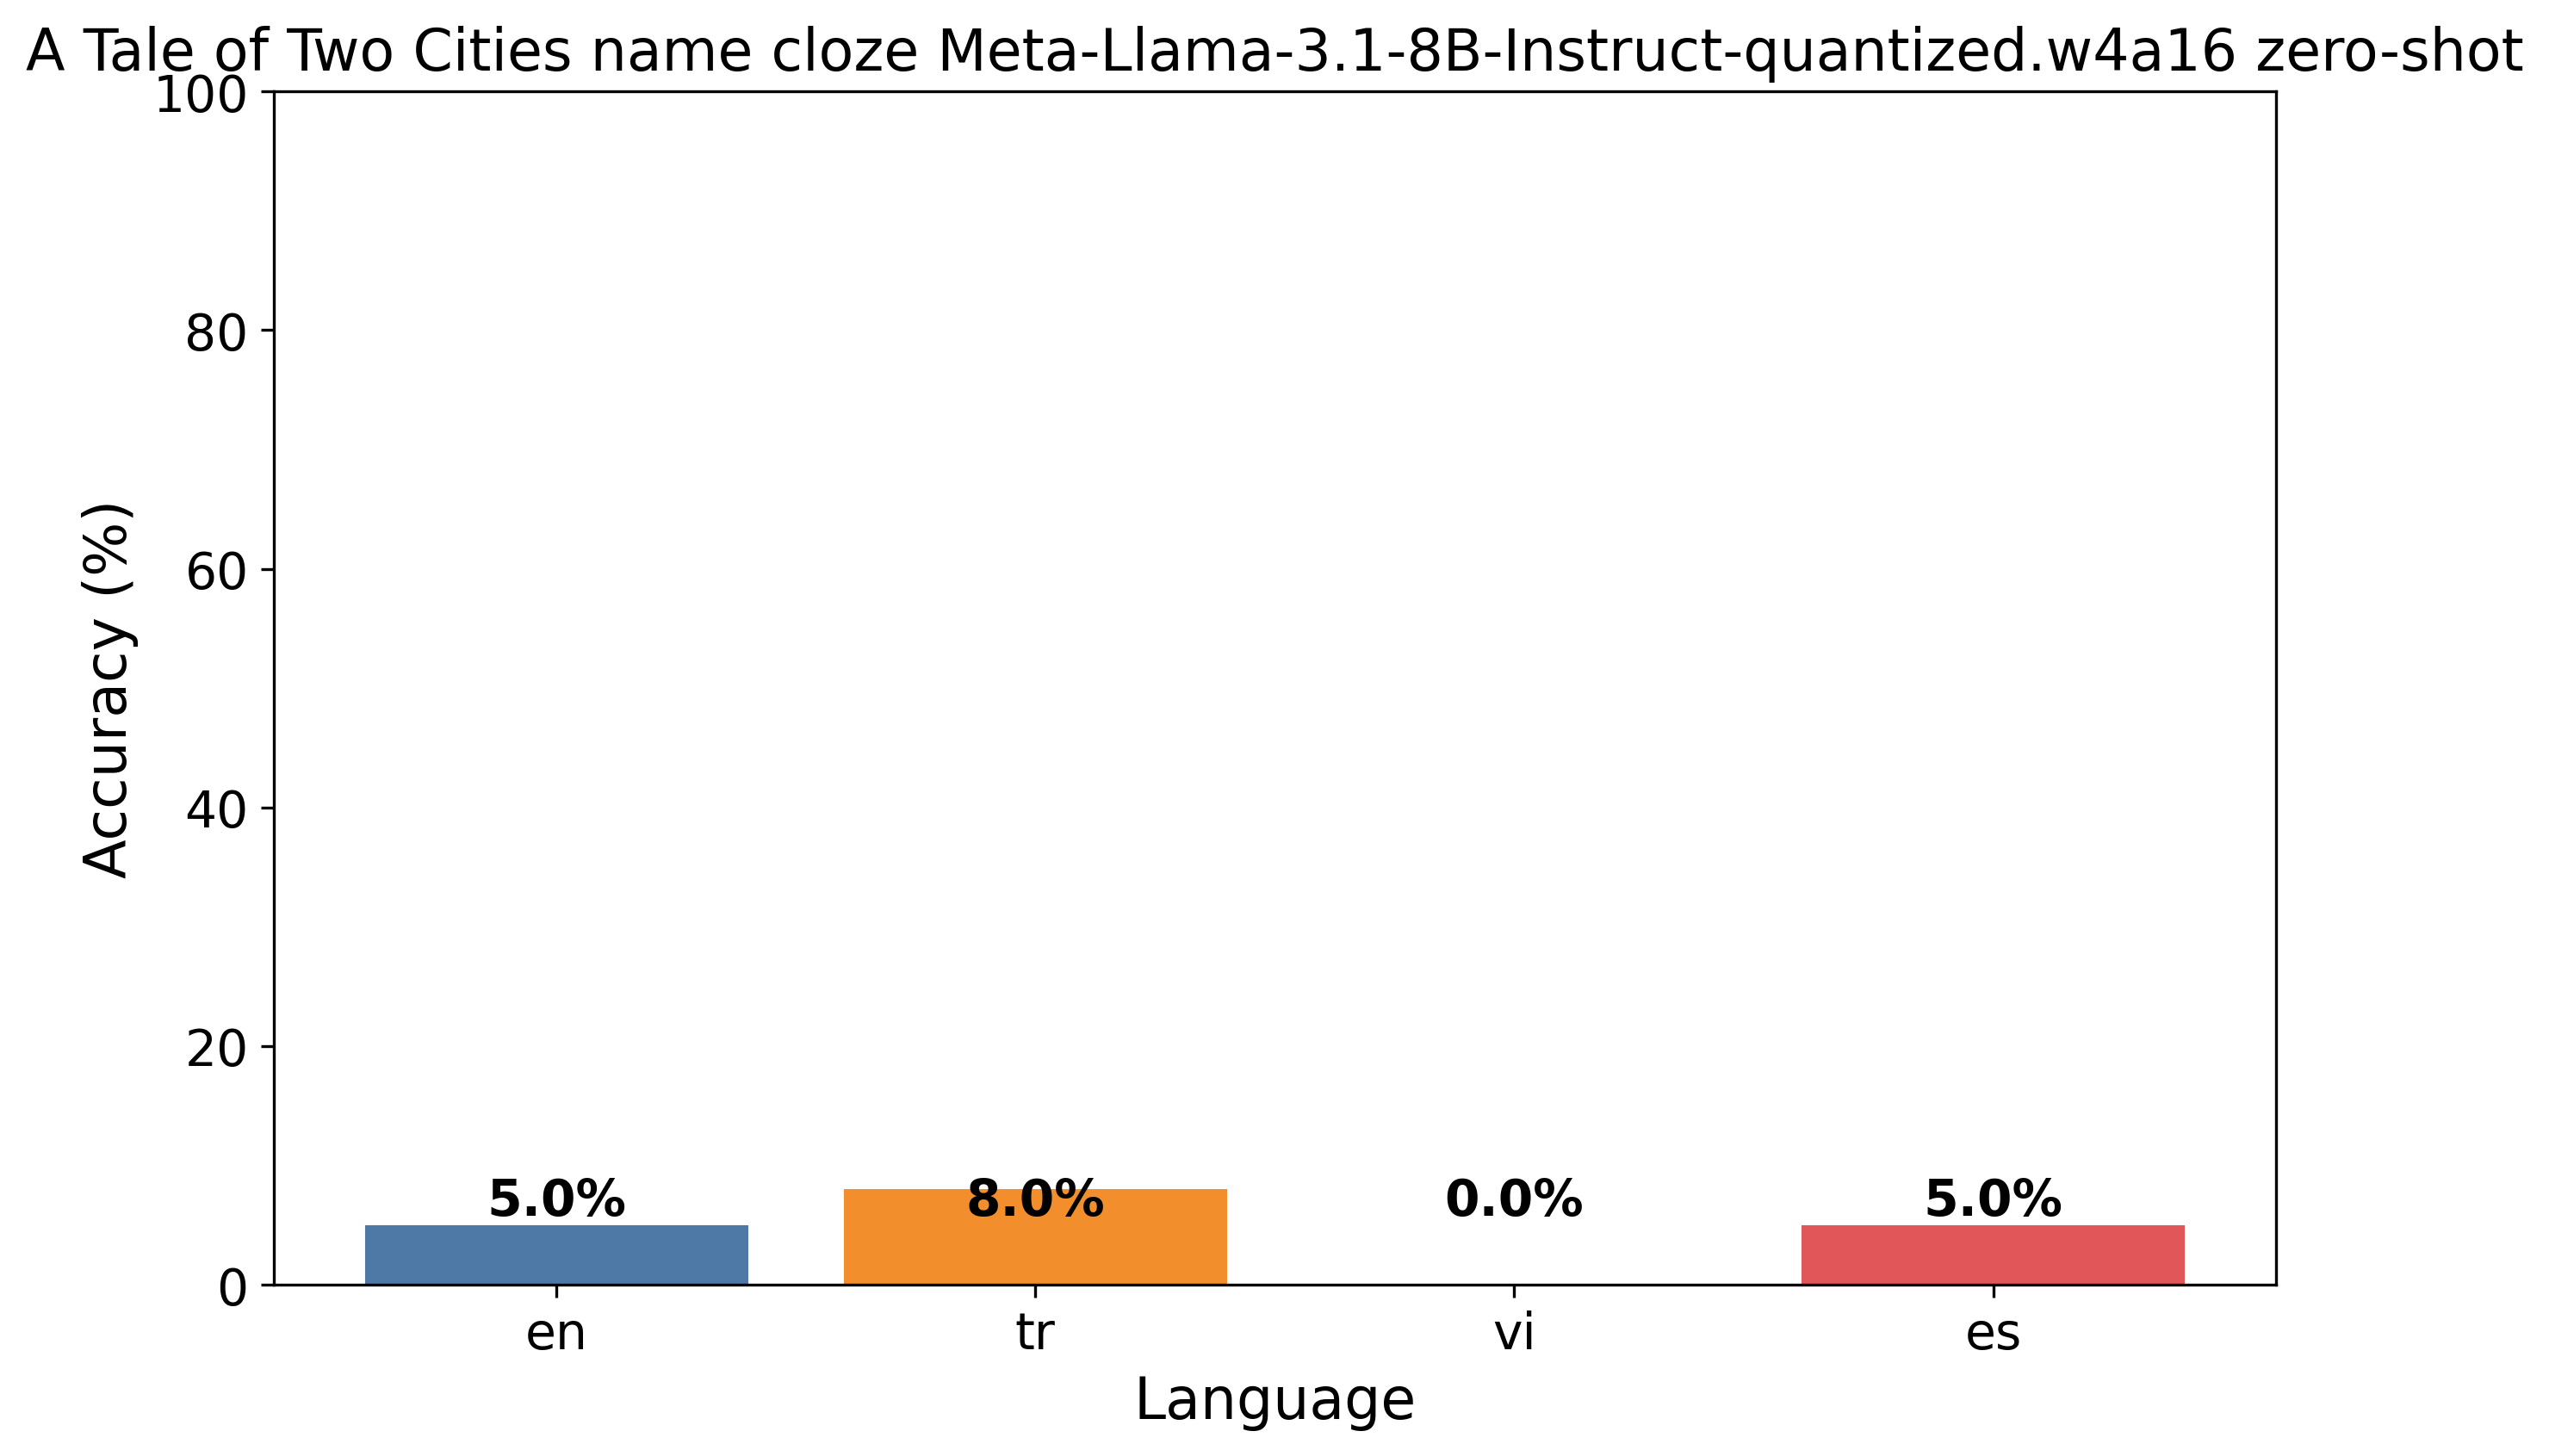 A Tale of Two Cities name cloze Meta-Llama-3.1-8B-Instruct-quantized.w4a16 zero-shot
100
80
60
40
20
0
Accuracy (%)
5.0%
8.0%
0.0%
5.0%
en
tr
vi
es
Language